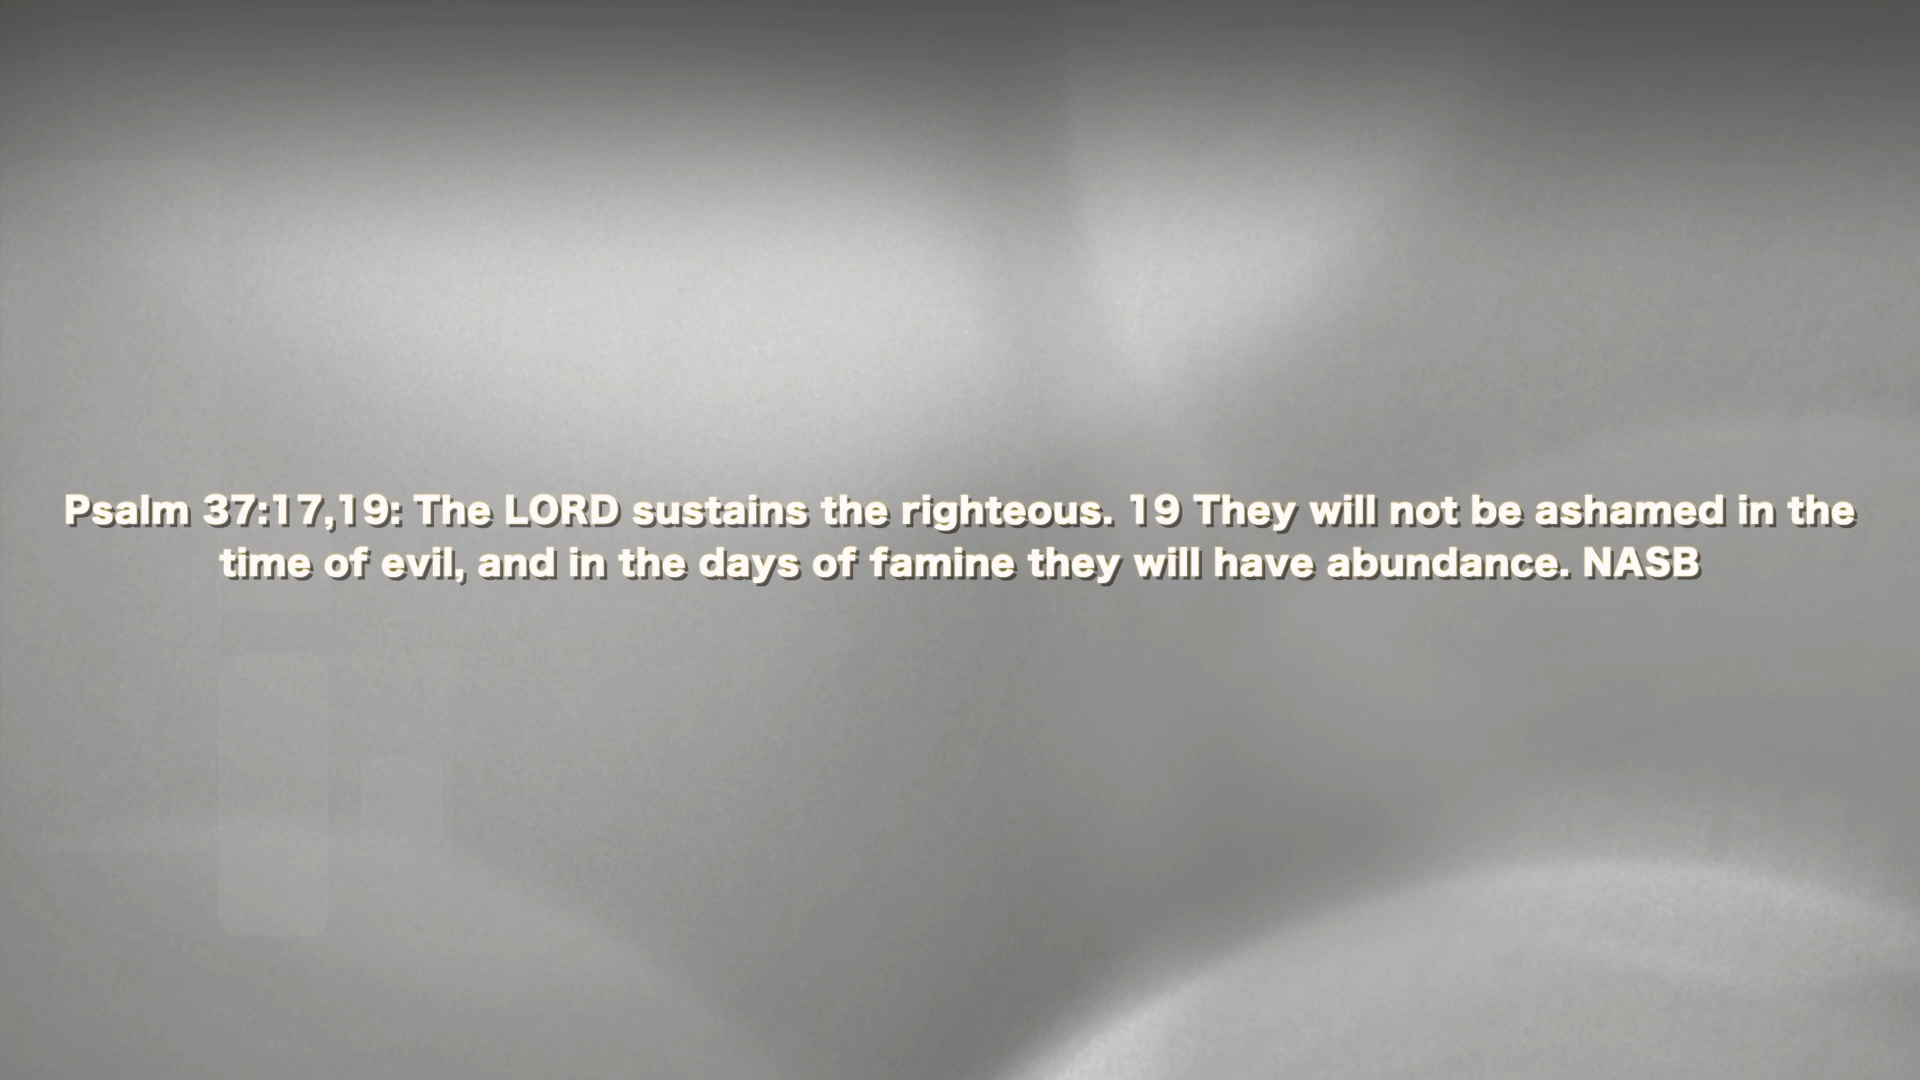 Psalm 37:17,19: The LORD sustains the righteous. 19 They will not be ashamed in the
time of evil, and in the days of famine they will have abundance. NASB